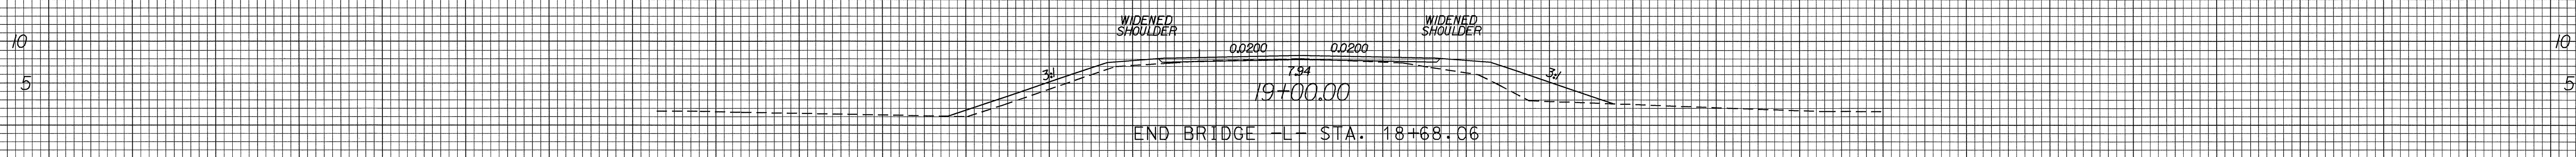 WIDENED
SHOULDER
WIDENED
SHOULDER
10
0.0200
0.0200
10
3:1
7.94
3:1
5
19+00.00
5
END BRIDGE -L- STA. 18+68.06